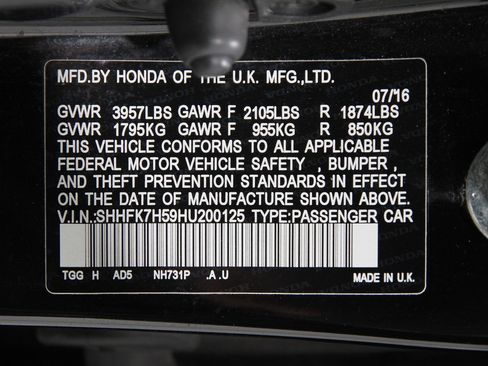 MFD.BY HONDA OF THE U.K. MFG.,LTD.
07/16
GVWR 3957LBS GAWR F 2105LBS R 1874LBS
GVWR 1795KG GAWR F 955KG R 850KG
THIS VEHICLE CONFORMS TO ALL APPLICABLE
FEDERAL MOTOR VEHICLE SAFETY , BUMPER ,
AND THEFT PREVENTION STANDARDS IN EFFECT
ON THE DATE OF MANUFACTURE SHOWN ABOVE.
V.I.N.:SHHFK7H59HU200125 TYPE:PASSENGER CAR
TGG H AD5 NH731P .A .U
MADE IN U.K.